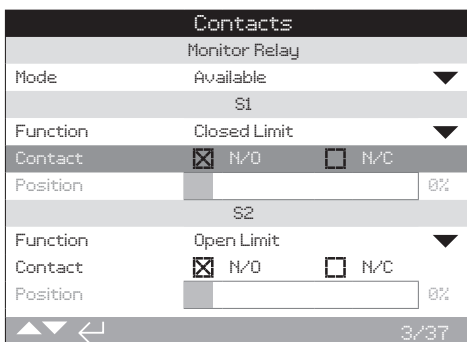 Contacts
Monitor Relay
Mode Available
S1
Function Closed Limit
Contact N/O N/C
Position 0%
S2
Function Open Limit
Contact N/O N/C
Position 0%
3/37